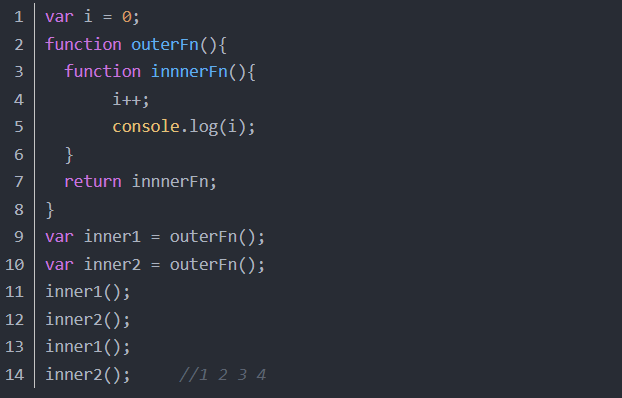 1 var i = 0;
2 function outerFn(){
3   function innnerFn(){
4        i++;
5        console.log(i);
6   }
7   return innnerFn;
8 }
9 var inner1 = outerFn();
10 var inner2 = outerFn();
11 inner1();
12 inner2();
13 inner1();
14 inner2();     //1 2 3 4